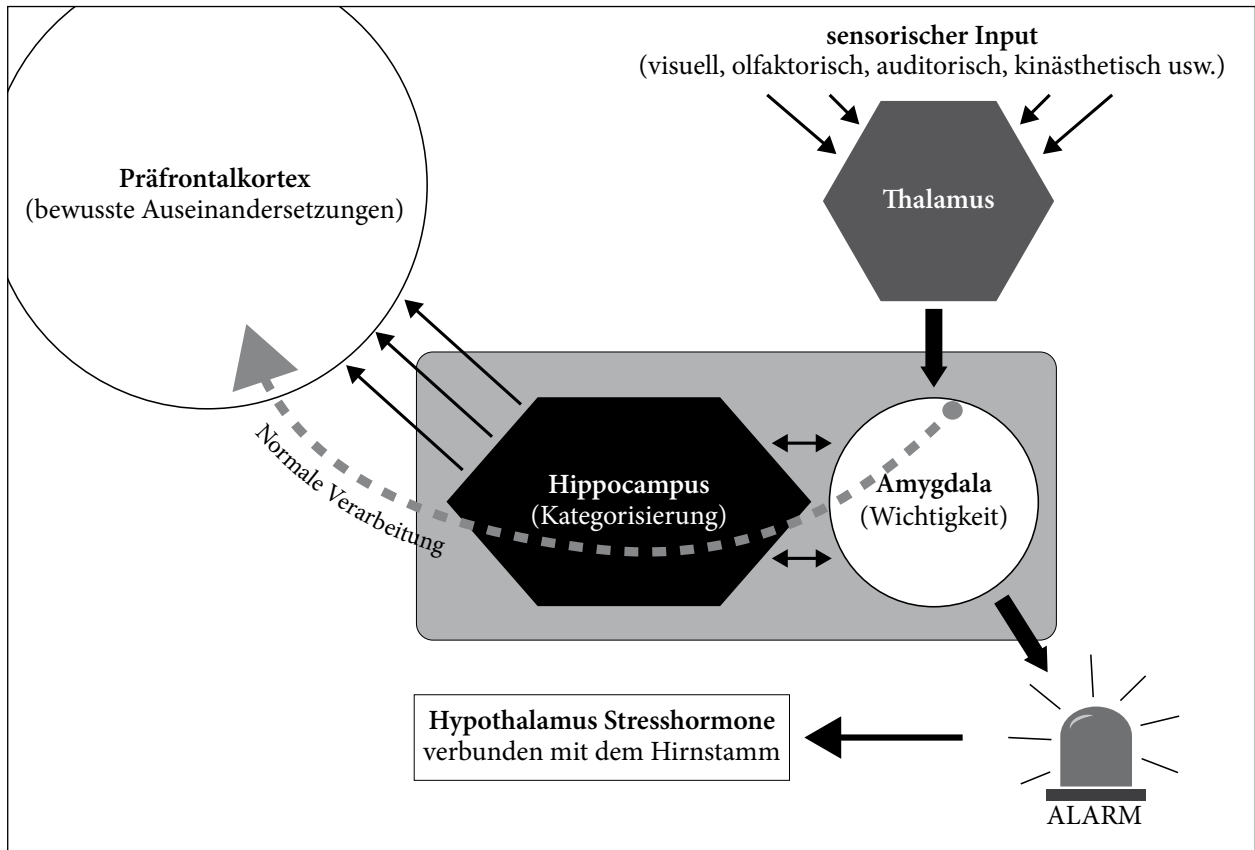 sensorischer Input
(visuell, olfaktorisch, auditorisch, kinästhetisch usw.)
Präfrontalkortex
(bewusste Auseinandersetzungen)
Thalamus
Normale Verarbeitung
Hippocampus
(Kategorisierung)
Amygdala
(Wichtigkeit)
Hypothalamus Stresshormone
verbunden mit dem Hirnstamm
ALARM